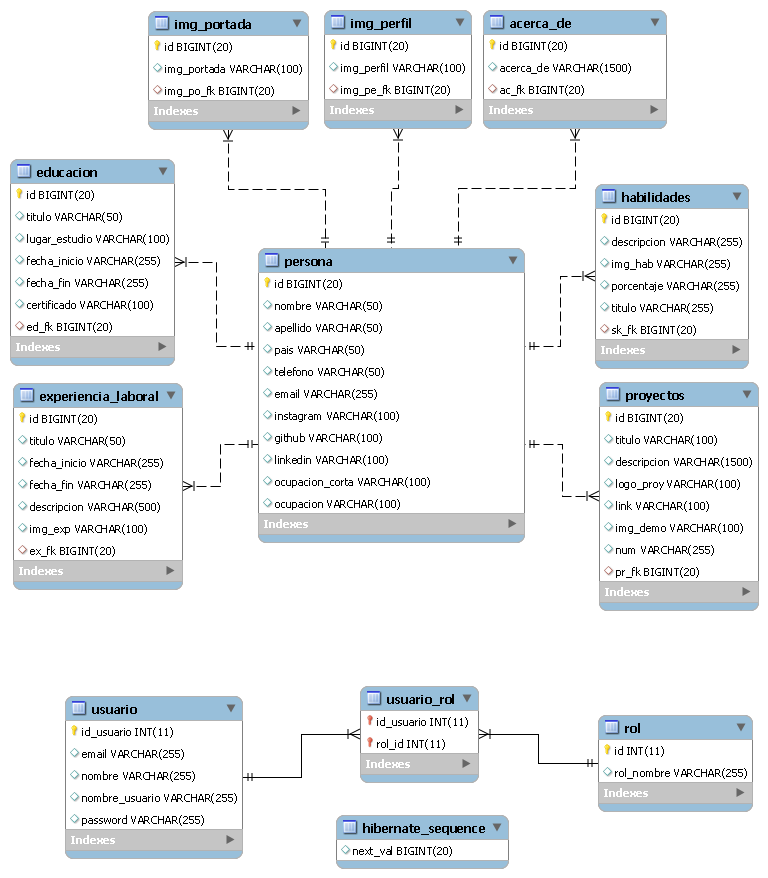 img_portada
id BIGINT(20)
img_portada VARCHAR(100)
img_po_fk BIGINT(20)
Indexes
img_perfil
id BIGINT(20)
img_perfil VARCHAR(100)
img_pe_fk BIGINT(20)
Indexes
acerca_de
id BIGINT(20)
acerca_de VARCHAR(1500)
ac_fk BIGINT(20)
Indexes
educacion
id BIGINT(20)
titulo VARCHAR(50)
lugar_estudio VARCHAR(100)
fecha_inicio VARCHAR(255)
fecha_fin VARCHAR(255)
certificado VARCHAR(100)
ed_fk BIGINT(20)
Indexes
persona
id BIGINT(20)
nombre VARCHAR(50)
apellido VARCHAR(50)
pais VARCHAR(50)
telefono VARCHAR(50)
email VARCHAR(255)
instagram VARCHAR(100)
github VARCHAR(100)
linkedin VARCHAR(100)
ocupacion_corta VARCHAR(100)
ocupacion VARCHAR(100)
Indexes
habilidades
id BIGINT(20)
descripcion VARCHAR(255)
img_hab VARCHAR(255)
porcentaje VARCHAR(255)
titulo VARCHAR(255)
sk_fk BIGINT(20)
Indexes
experiencia_laboral
id BIGINT(20)
titulo VARCHAR(50)
fecha_inicio VARCHAR(255)
fecha_fin VARCHAR(255)
descripcion VARCHAR(500)
img_exp VARCHAR(100)
ex_fk BIGINT(20)
Indexes
proyectos
id BIGINT(20)
titulo VARCHAR(100)
descripcion VARCHAR(1500)
logo_proy VARCHAR(100)
link VARCHAR(100)
img_demo VARCHAR(100)
num VARCHAR(255)
pr_fk BIGINT(20)
Indexes
usuario
id_usuario INT(11)
email VARCHAR(255)
nombre VARCHAR(255)
nombre_usuario VARCHAR(255)
password VARCHAR(255)
Indexes
usuario_rol
id_usuario INT(11)
rol_id INT(11)
Indexes
rol
id INT(11)
rol_nombre VARCHAR(255)
Indexes
hibernate_sequence
next_val BIGINT(20)